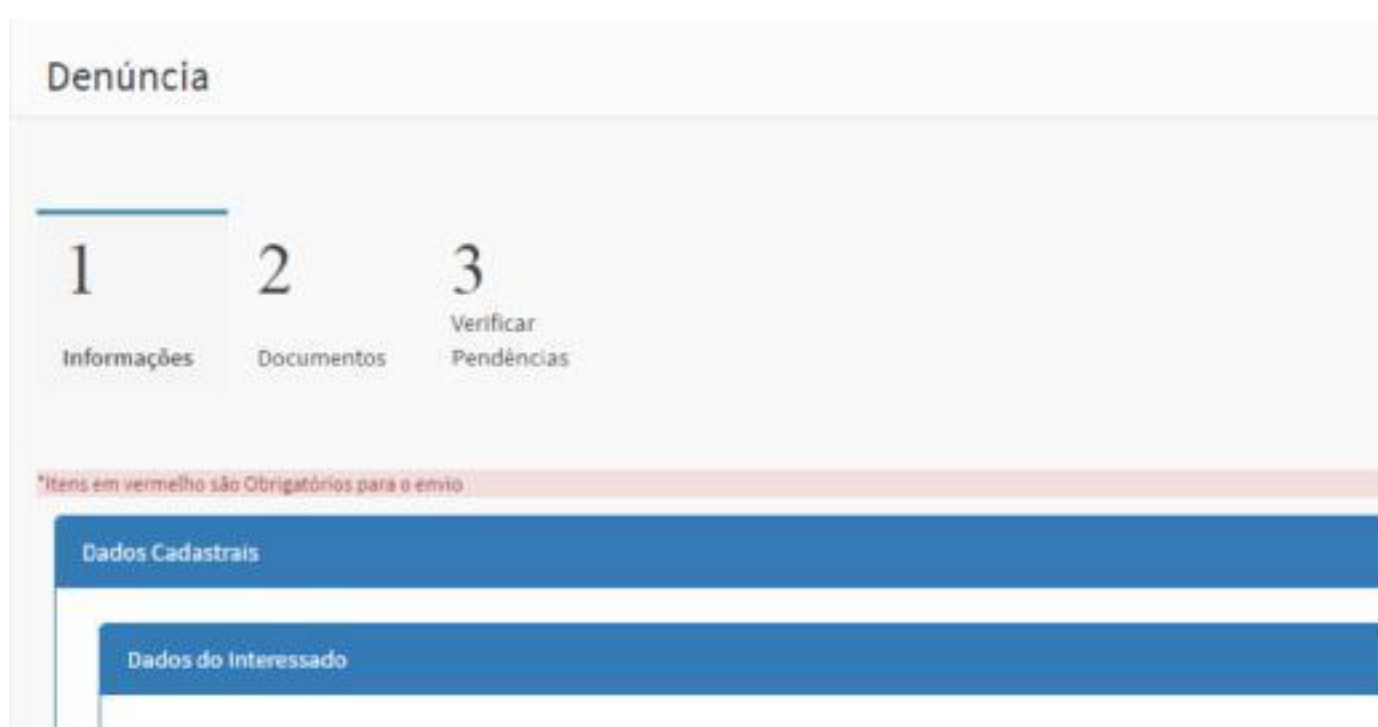 Denúncia
1 2 3
Verificar
Informações Documentos Pendências
*Itens em vermelho são Obrigatórios para o envio
Dados Cadastrais
Dados do Interessado